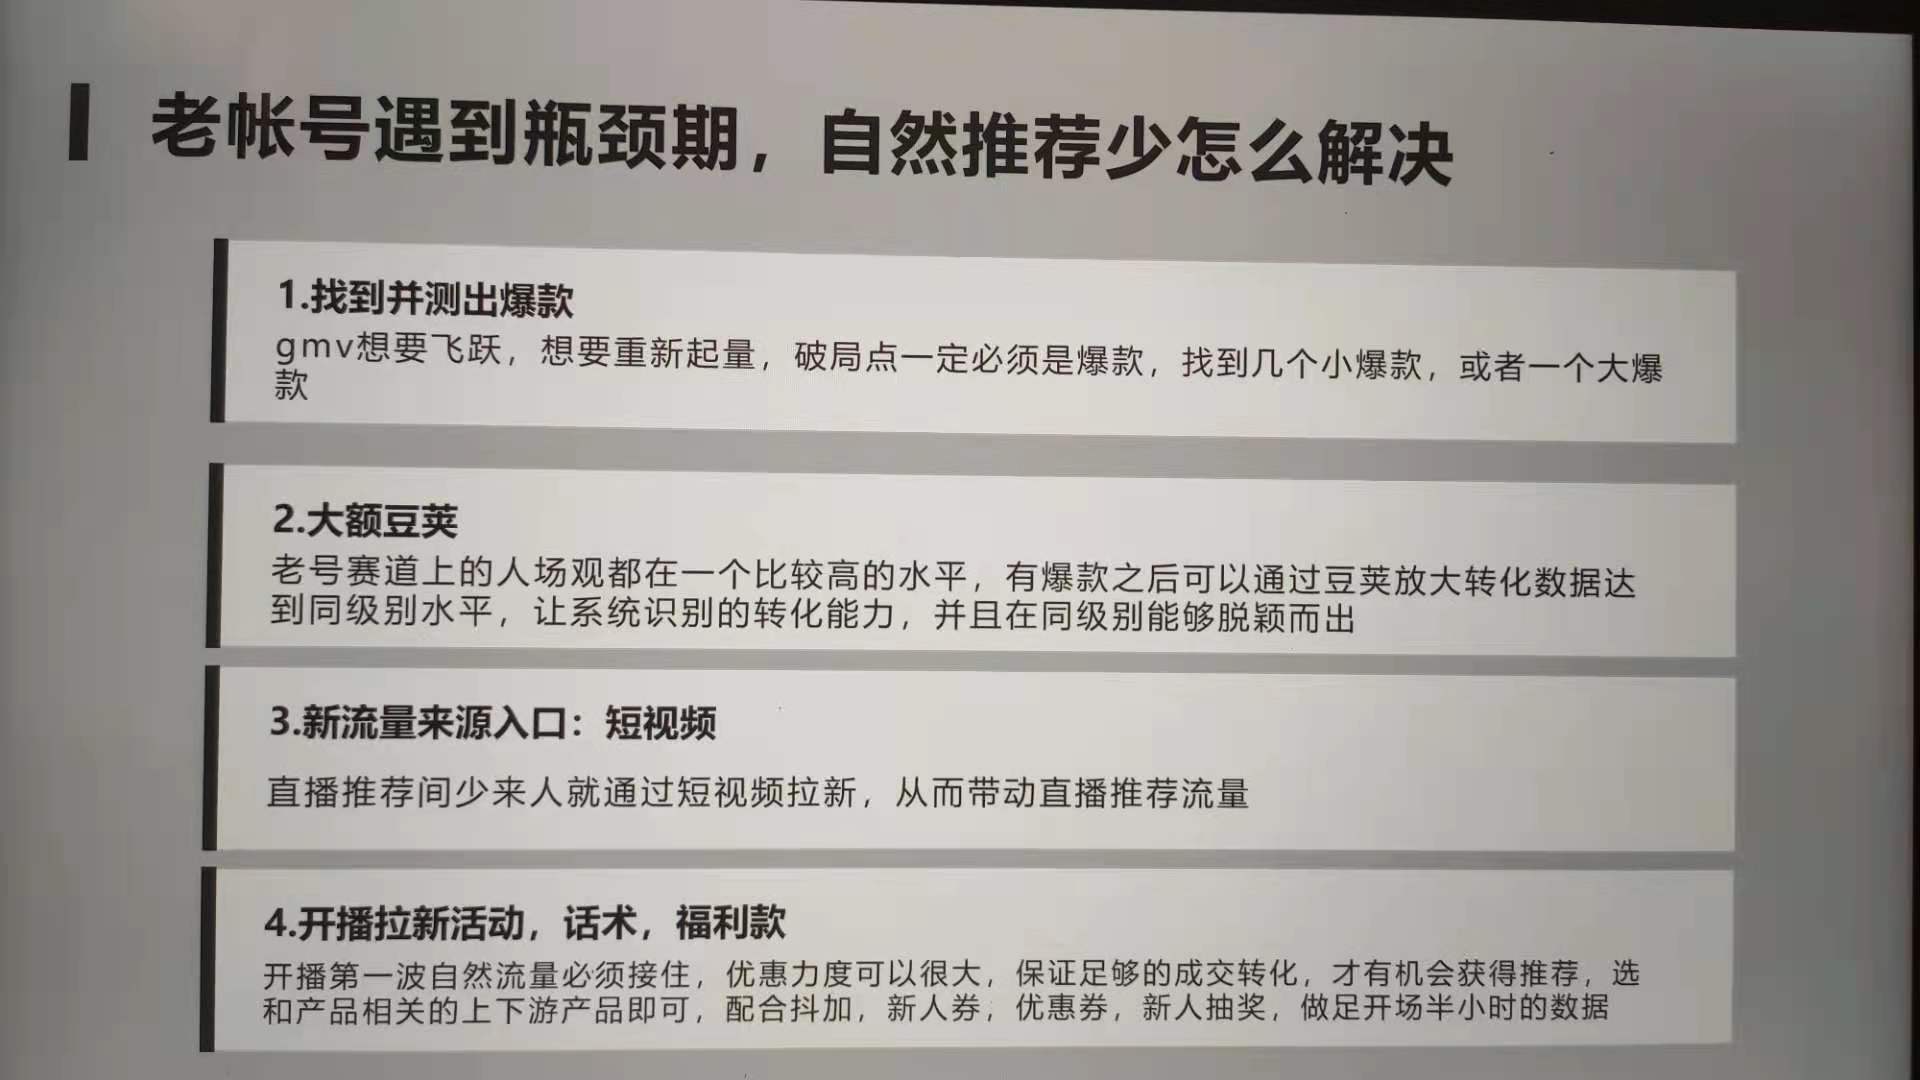 老帐号遇到瓶颈期，自然推荐少怎么解决
1.找到并测出爆款
gmv想要飞跃，想要重新起量，破局点一定必须是爆款，找到几个小爆款，或者一个大爆
款
2.大额豆荚
老号赛道上的人场观都在一个比较高的水平，有爆款之后可以通过豆荚放大转化数据达
到同级别水平，让系统识别的转化能力，并且在同级别能够脱颖而出
3.新流量来源入口：短视频
直播推荐间少来人就通过短视频拉新，从而带动直播推荐流量
4.开播拉新活动，话术，福利款
开播第一波自然流量必须接住，优惠力度可以很大，保证足够的成交转化，才有机会获得推荐，选
和产品相关的上下游产品即可，配合抖加，新人券；优惠券，新人抽奖，做足开场半小时的数据